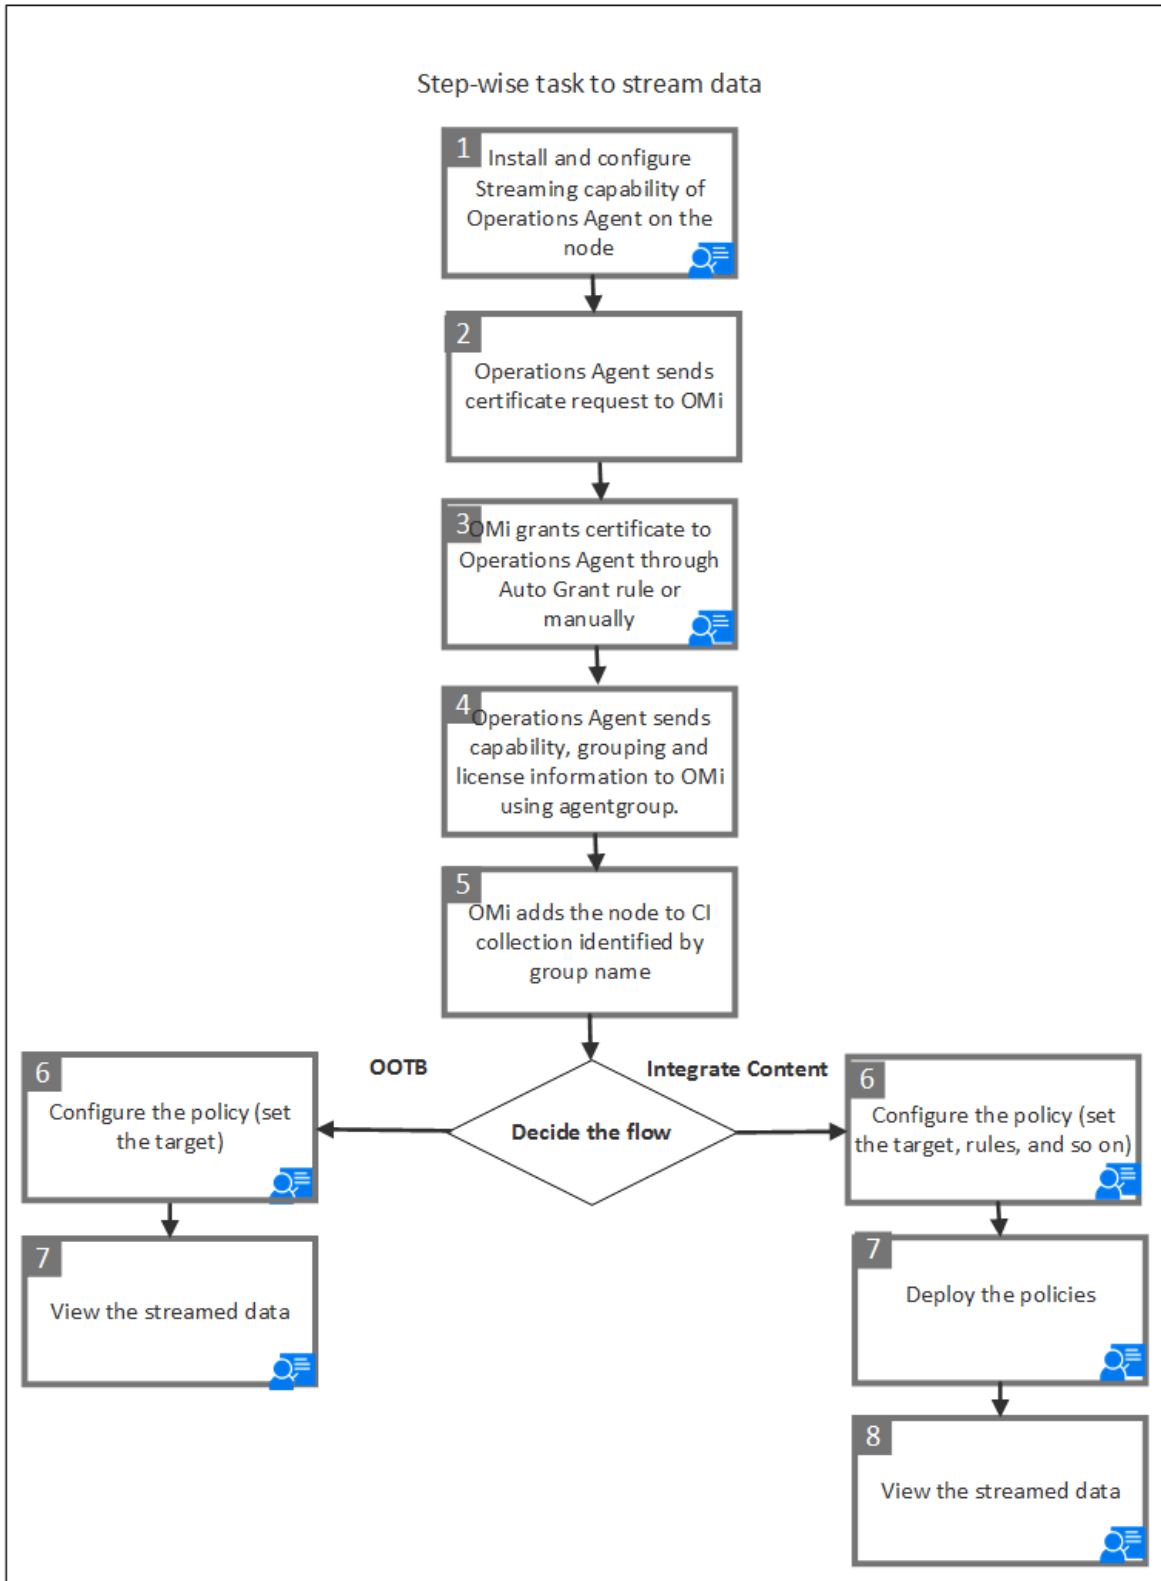 Step-wise task to stream data
1
Install and configure
Streaming capability of
Operations Agent on the
node
2
Operations Agent sends
certificate request to OMi
3
OMi grants certificate to
Operations Agent through
Auto Grant rule or
manually
4
Operations Agent sends
capability, grouping and
license information to OMi
using agentgroup.
5
OMi adds the node to CI
collection identified by
group name
Decide the flow
OOTB
6
Configure the policy (set
the target)
7
View the streamed data
Integrate Content
6
Configure the policy (set
the target, rules, and so on)
7
Deploy the policies
8
View the streamed data